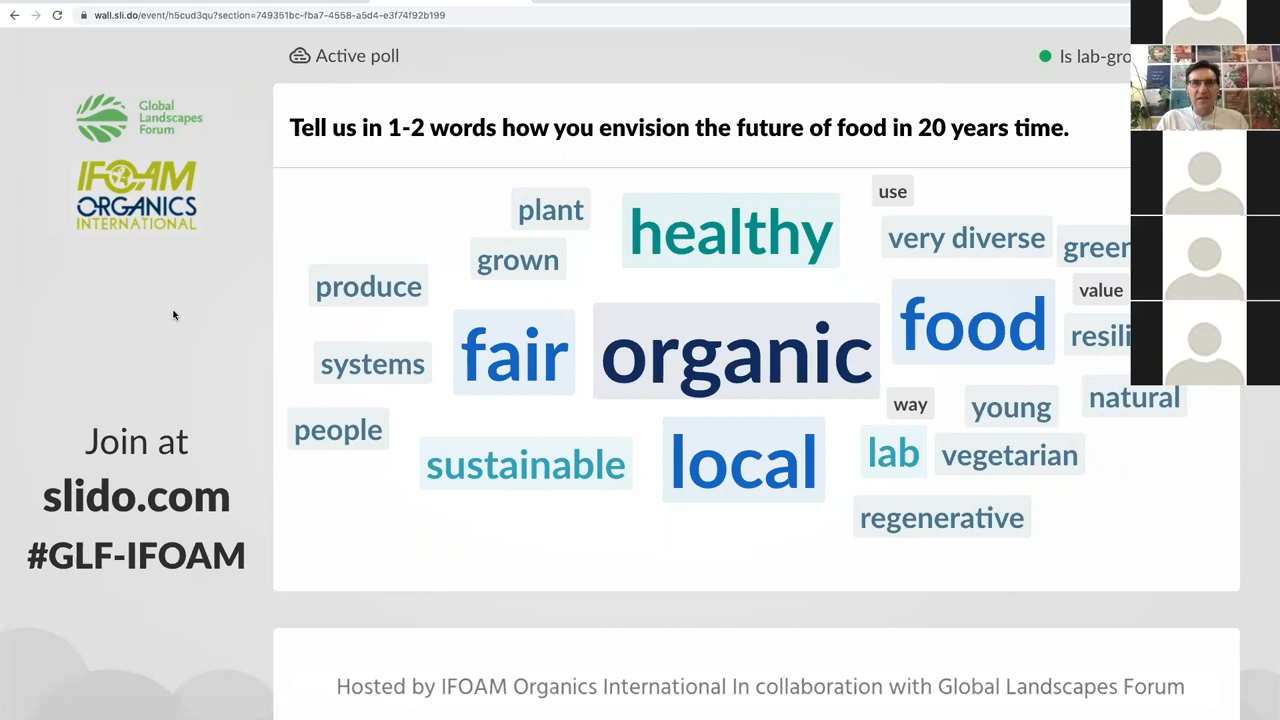 wall.sli.do/event/h5cud3qu?section=749351bc-fba7-4558-a5d4-e3f74f92b199
Active poll
Is lab-gro
Global
Landscapes
Forum
IFOAM
ORGANICS
INTERNATIONAL
Tell us in 1-2 words how you envision the future of food in 20 years time.
use
plant
healthy
very diverse
green
grown
produce
value
food
fair
organic
resili
systems
way
young
natural
people
sustainable
local
lab
vegetarian
regenerative
Join at
slido.com
#GLF-IFOAM
Hosted by IFOAM Organics International In collaboration with Global Landscapes Forum